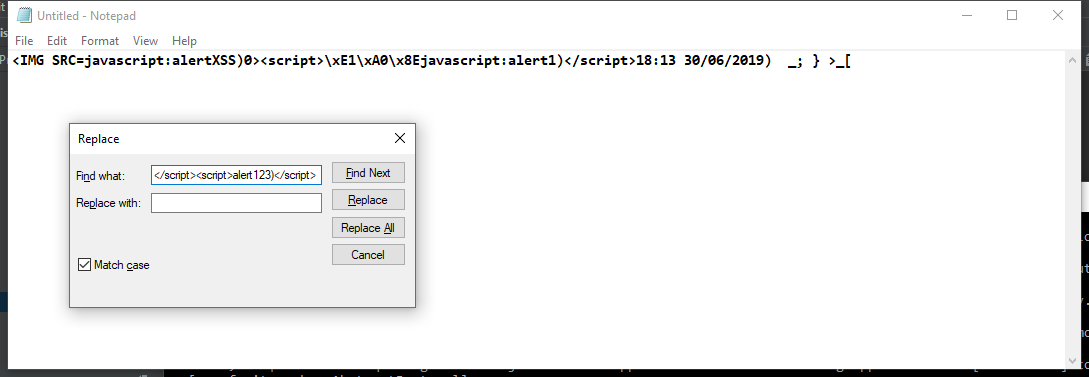 Untitled - Notepad
File Edit Format View Help
<IMG SRC=javascript:alertXSS)0><script>\xE1\xA0\x8Ejavascript:alert1)</script>18:13 30/06/2019)  _; } >_[
Replace
Find what: </script><script>alert123)</script> Find Next
Replace with: Replace
Replace All
Match case Cancel